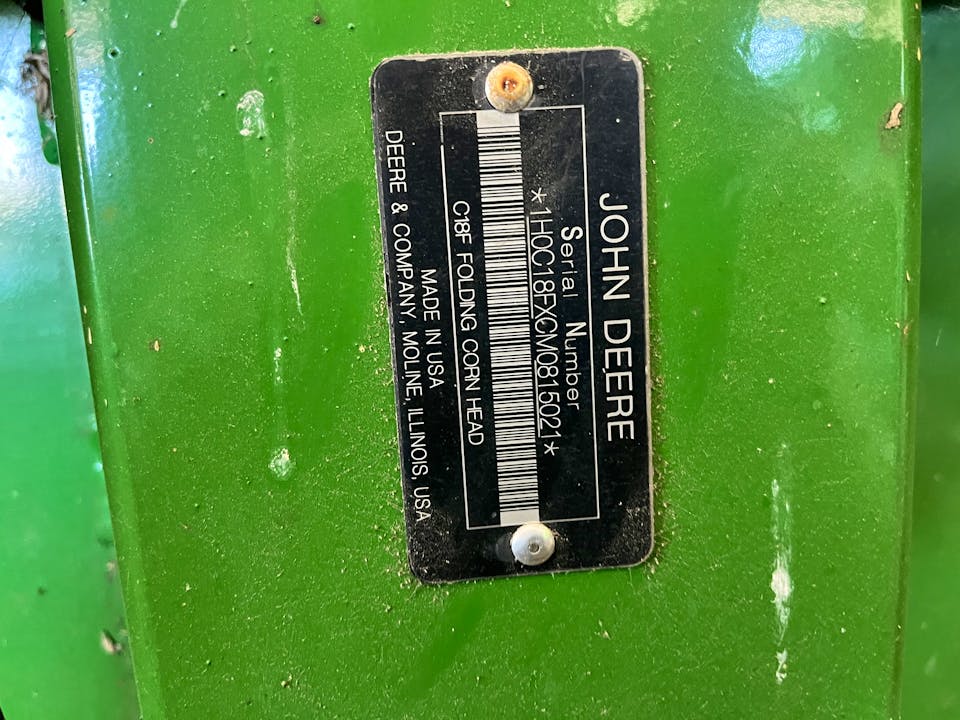 JOHN DEERE
Serial Number
*1H0C18FXCM0815021*
C18F FOLDING CORN HEAD
MADE IN USA
DEERE & COMPANY, MOLINE, ILLINOIS, USA